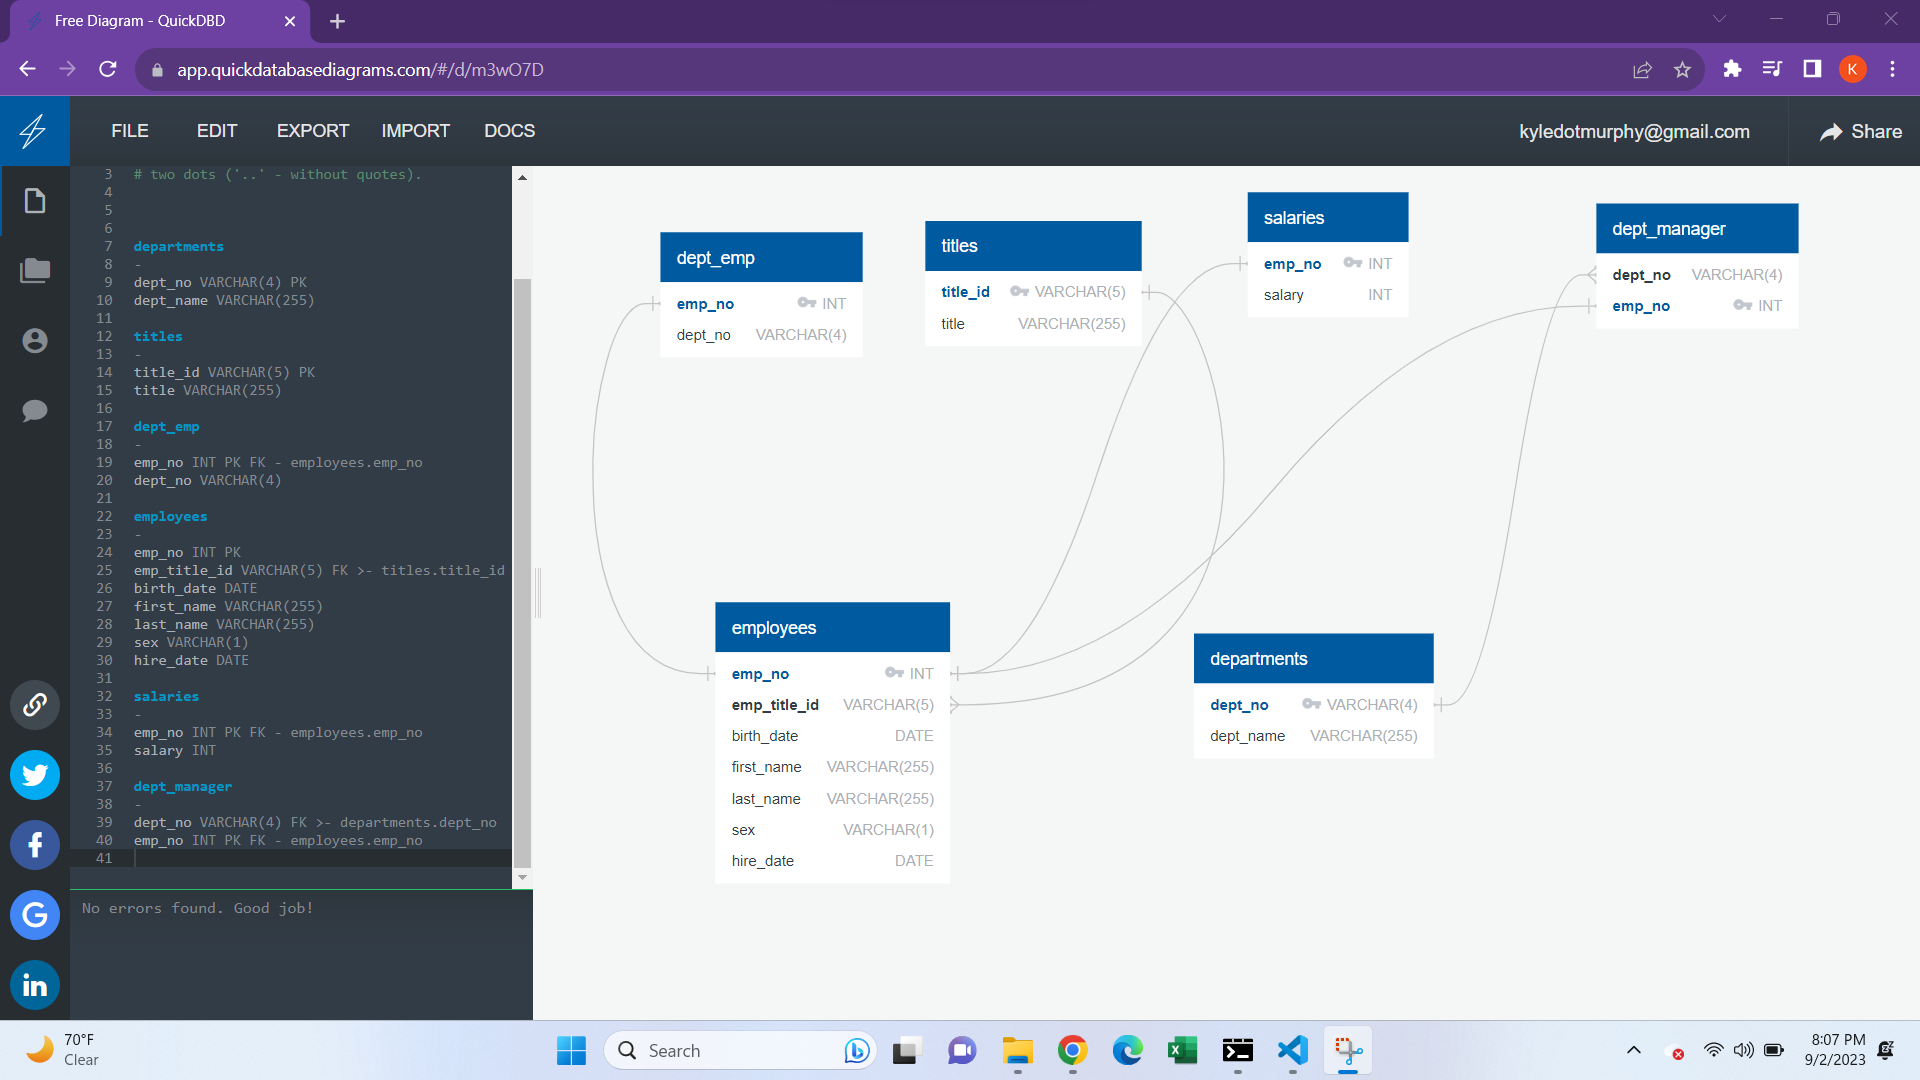 Free Diagram - QuickDBD
app.quickdatabasediagrams.com/#/d/m3wO7D
K
FILE EDIT EXPORT IMPORT DOCS
kyledotmurphy@gmail.com
Share
3 # two dots ('..' - without quotes).
4
5
6
7 departments
8 -
9 dept_no VARCHAR(4) PK
10 dept_name VARCHAR(255)
11
12 titles
13 -
14 title_id VARCHAR(5) PK
15 title VARCHAR(255)
16
17 dept_emp
18 -
19 emp_no INT PK FK - employees.emp_no
20 dept_no VARCHAR(4)
21
22 employees
23 -
24 emp_no INT PK
25 emp_title_id VARCHAR(5) FK >- titles.title_id
26 birth_date DATE
27 first_name VARCHAR(255)
28 last_name VARCHAR(255)
29 sex VARCHAR(1)
30 hire_date DATE
31
32 salaries
33 -
34 emp_no INT PK FK - employees.emp_no
35 salary INT
36
37 dept_manager
38 -
39 dept_no VARCHAR(4) FK >- departments.dept_no
40 emp_no INT PK FK - employees.emp_no
41
No errors found. Good job!
dept_emp
emp_no INT
dept_no VARCHAR(4)
titles
title_id VARCHAR(5)
title VARCHAR(255)
salaries
emp_no INT
salary INT
dept_manager
dept_no VARCHAR(4)
emp_no INT
employees
emp_no INT
emp_title_id VARCHAR(5)
birth_date DATE
first_name VARCHAR(255)
last_name VARCHAR(255)
sex VARCHAR(1)
hire_date DATE
departments
dept_no VARCHAR(4)
dept_name VARCHAR(255)
70°F
Clear
Search
8:07 PM
9/2/2023